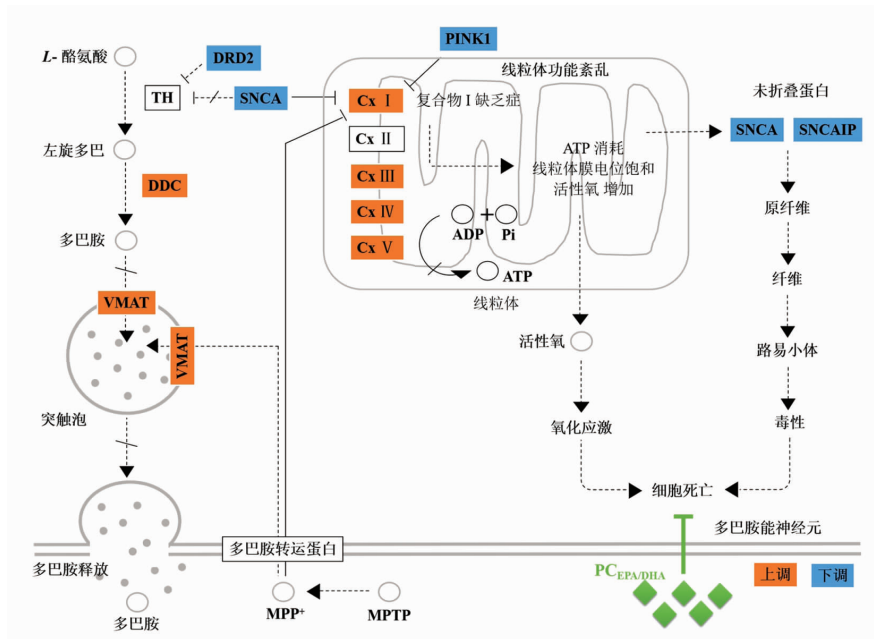 PINK1
L- 酪氨酸
DRD2
线粒体功能紊乱
TH
SNCA
Cx Ⅰ
复合物 I 缺乏症
未折叠蛋白
Cx Ⅱ
ATP 消耗
线粒体膜电位饱和
活性氧 增加
SNCA
SNCAIP
左旋多巴
DDC
Cx Ⅲ
Cx Ⅳ
Cx Ⅴ
原纤维
多巴胺
ADP
+
Pi
ATP
纤维
VMAT
VMAT
线粒体
活性氧
路易小体
突触泡
氧化应激
毒性
细胞死亡
多巴胺能神经元
多巴胺转运蛋白
多巴胺释放
PCEPA/DHA
上调
下调
MPP+
MPTP
多巴胺